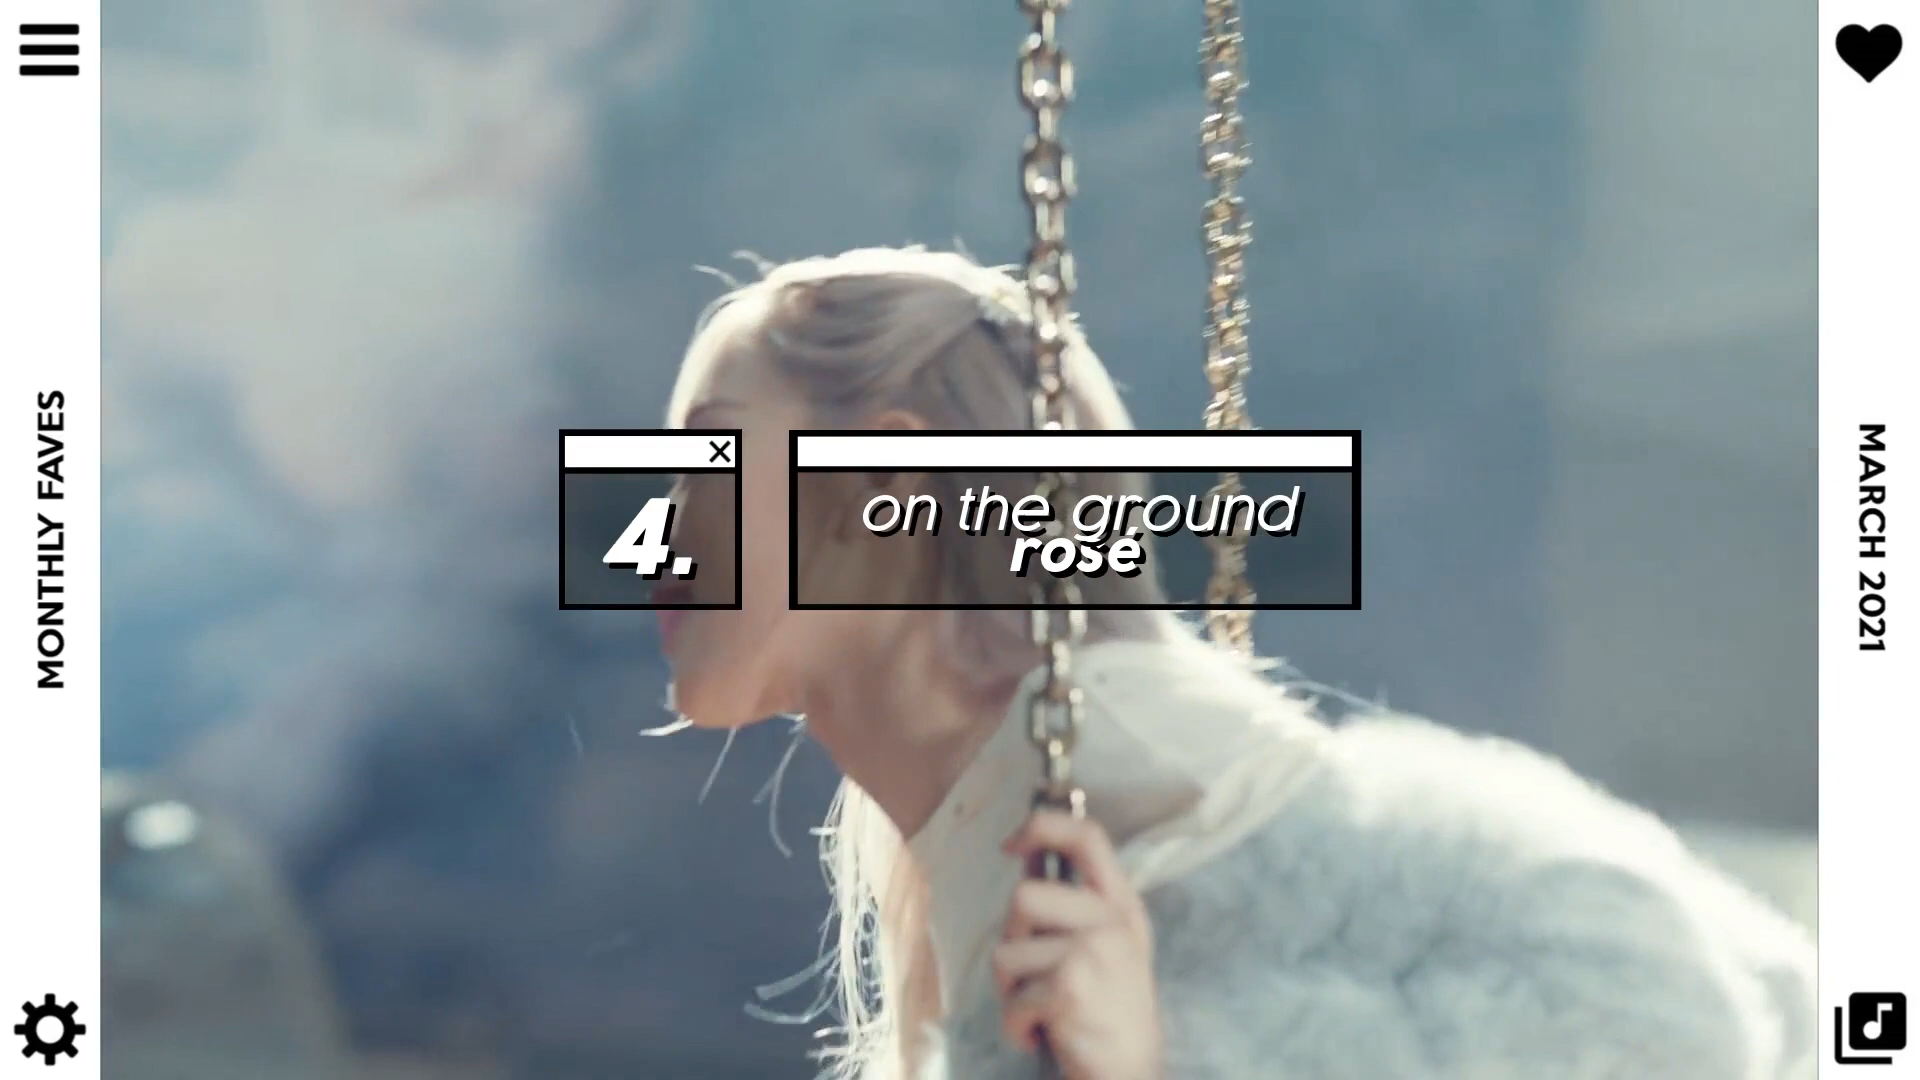 MONTHLY FAVES
4.
on the ground
rosé
MARCH 2021